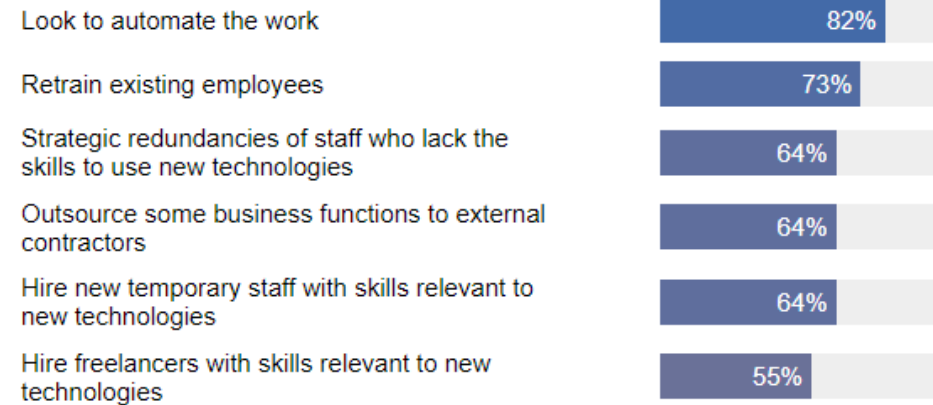 Look to automate the work
82%
Retrain existing employees
73%
Strategic redundancies of staff who lack the
skills to use new technologies
64%
Outsource some business functions to external
contractors
64%
Hire new temporary staff with skills relevant to
new technologies
64%
Hire freelancers with skills relevant to new
technologies
55%